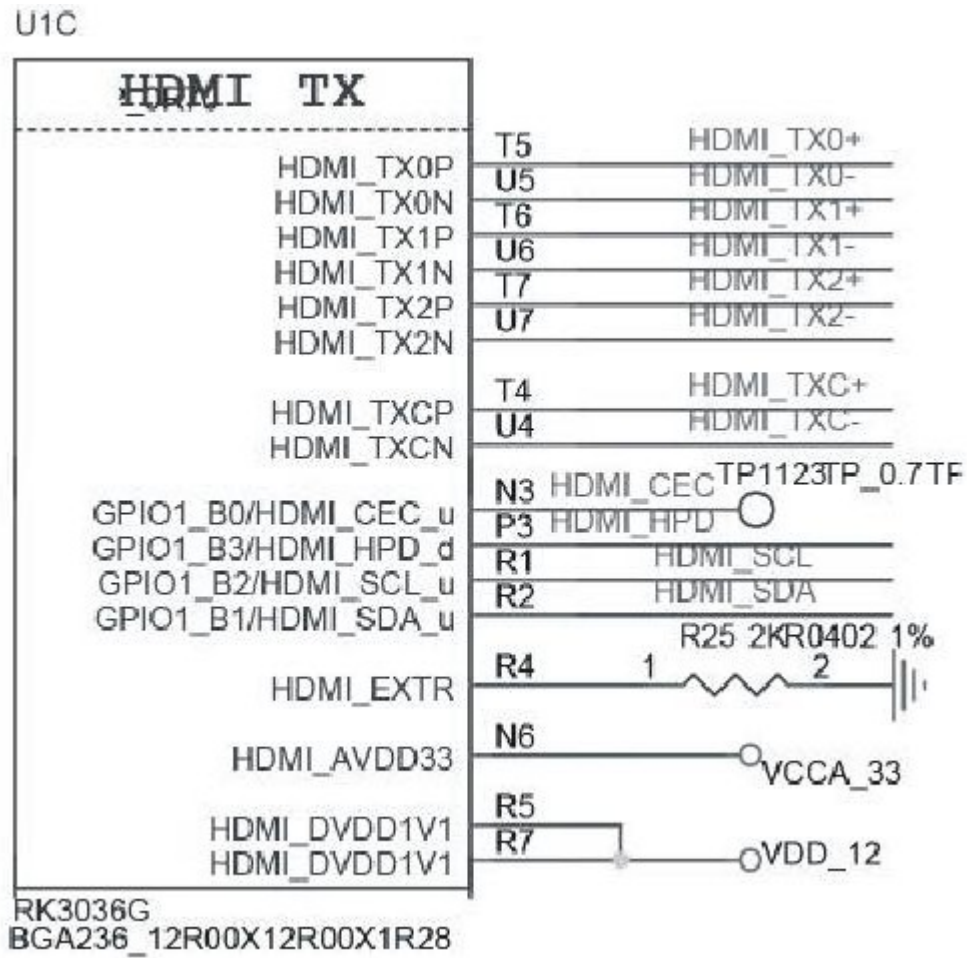 U1C
HDMI TX
HDMI_TX0P T5 HDMI_TX0+
HDMI_TX0N U5 HDMI_TX0-
HDMI_TX1P T6 HDMI_TX1+
HDMI_TX1N U6 HDMI_TX1-
HDMI_TX2P T7 HDMI_TX2+
HDMI_TX2N U7 HDMI_TX2-
HDMI_TXCP T4 HDMI_TXC+
HDMI_TXCN U4 HDMI_TXC-
GPIO1_B0/HDMI_CEC_u N3 HDMI_CEC TP1123TP_0.7TP
GPIO1_B3/HDMI_HPD_d P3 HDMI_HPD
GPIO1_B2/HDMI_SCL_u R1 HDMI_SCL
GPIO1_B1/HDMI_SDA_u R2 HDMI_SDA
R25 2KR0402 1%
HDMI_EXTR R4 1 2
HDMI_AVDD33 N6 VCCA_33
HDMI_DVDD1V1 R5
HDMI_DVDD1V1 R7 VDD_12
RK3036G
BGA236_12R00X12R00X1R28